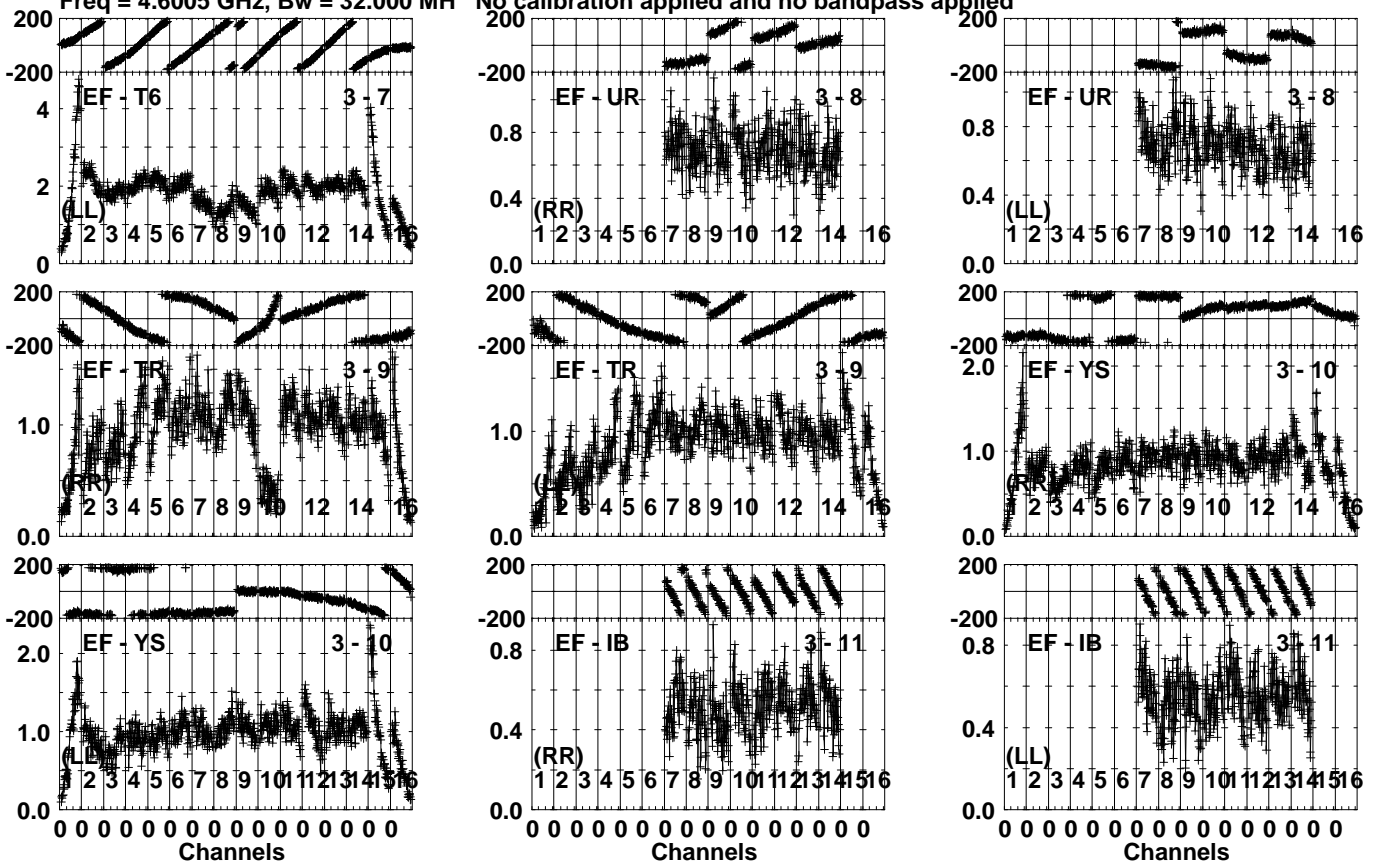 Freq = 4.6005 GHz, Bw = 32.000 MH No calibration applied and no bandpass applied
200 200 200
-200 -200 -200
EF - T6 3 - 7 EF - UR 3 - 8 EF - UR 3 - 8
4 0.8 0.8
2 0.4 0.4
(LL) (RR) (LL)
2 3 4 5 6 7 8 9 10 12 14 16 1 2 3 4 5 6 7 8 9 10 12 14 16 1 2 3 4 5 6 7 8 9 10 12 14 16
0 0.0 0.0
200 200 200
-200 -200 -200
EF - TR 3 - 9 EF - TR 3 - 9 EF - YS 3 - 10
2.0
1.0 1.0 1.0
(RR) (LL) (RR)
2 3 4 5 6 7 8 9 10 12 14 16 2 3 4 5 6 7 8 9 10 12 14 16 2 3 4 5 6 7 8 9 10 12 14 16
0.0 0.0 0.0
200 200 200
-200 -200 -200
EF - YS 3 - 10 EF - IB 3 - 11 EF - IB 3 - 11
2.0 0.8 0.8
1.0 0.4 0.4
(LL) (RR) (LL)
2 3 4 5 6 7 8 9 10 11 12 13 14 15 16 1 2 3 4 5 6 7 8 9 10 11 12 13 14 15 16 1 2 3 4 5 6 7 8 9 10 11 12 13 14 15 16
0.0 0.0 0.0
0 0 0 0 0 0 0 0 0 0 0 0 0 0 0 0 0 0 0 0 0 0 0 0 0 0 0 0 0 0 0 0 0 0 0 0 0 0 0 0 0 0 0 0 0 0 0 0
Channels Channels Channels